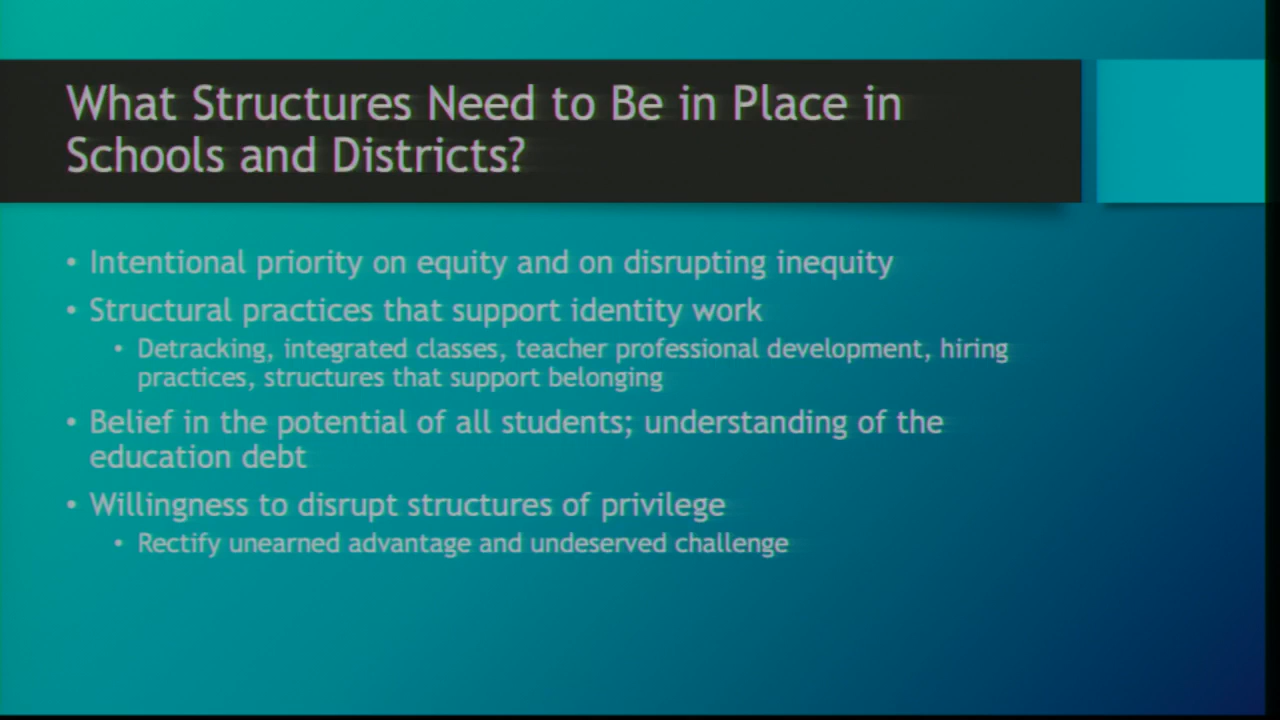 What Structures Need to Be in Place in
Schools and Districts?
• Intentional priority on equity and on disrupting inequity
• Structural practices that support identity work
• Detracking, integrated classes, teacher professional development, hiring
practices, structures that support belonging
• Belief in the potential of all students; understanding of the
education debt
• Willingness to disrupt structures of privilege
• Rectify unearned advantage and undeserved challenge